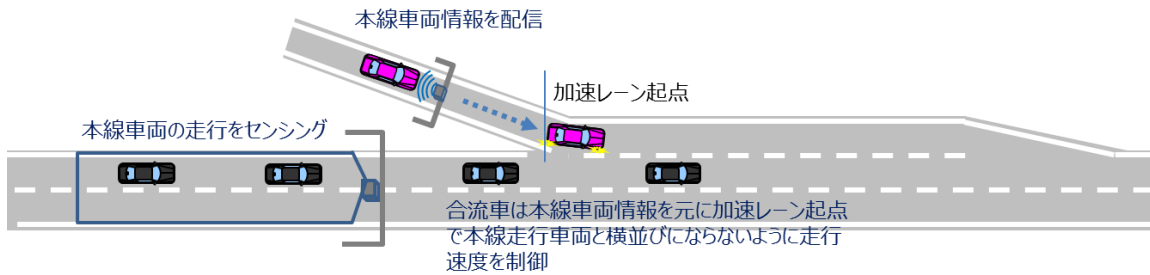 本線車両情報を配信
加速レーン起点
本線車両の走行をセンシング
合流車は本線車両情報を元に加速レーン起点
で本線走行車両と横並びにならないように走行
速度を制御